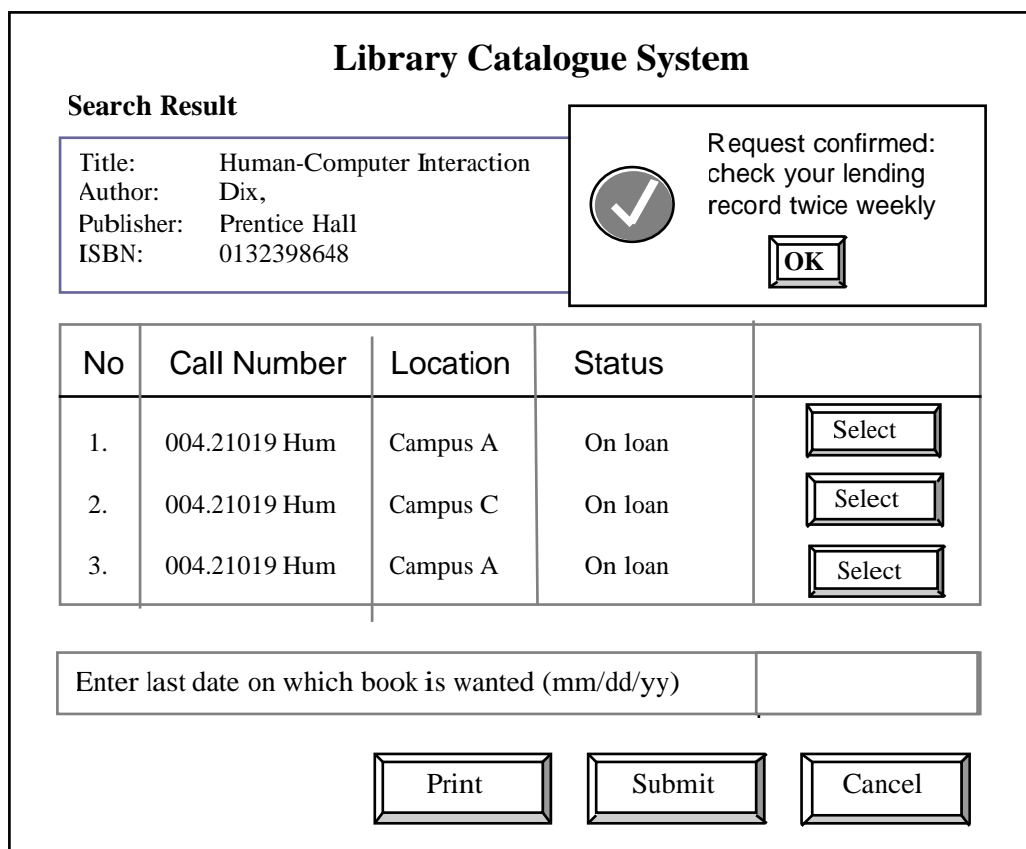 Library Catalogue System
Search Result
Title: Human-Computer Interaction
Author: Dix,
Publisher: Prentice Hall
ISBN: 0132398648
Request confirmed:
check your lending
record twice weekly
OK
No Call Number Location Status
1. 004.21019 Hum Campus A On loan Select
2. 004.21019 Hum Campus C On loan Select
3. 004.21019 Hum Campus A On loan Select
Enter last date on which book is wanted (mm/dd/yy)
Print Submit Cancel